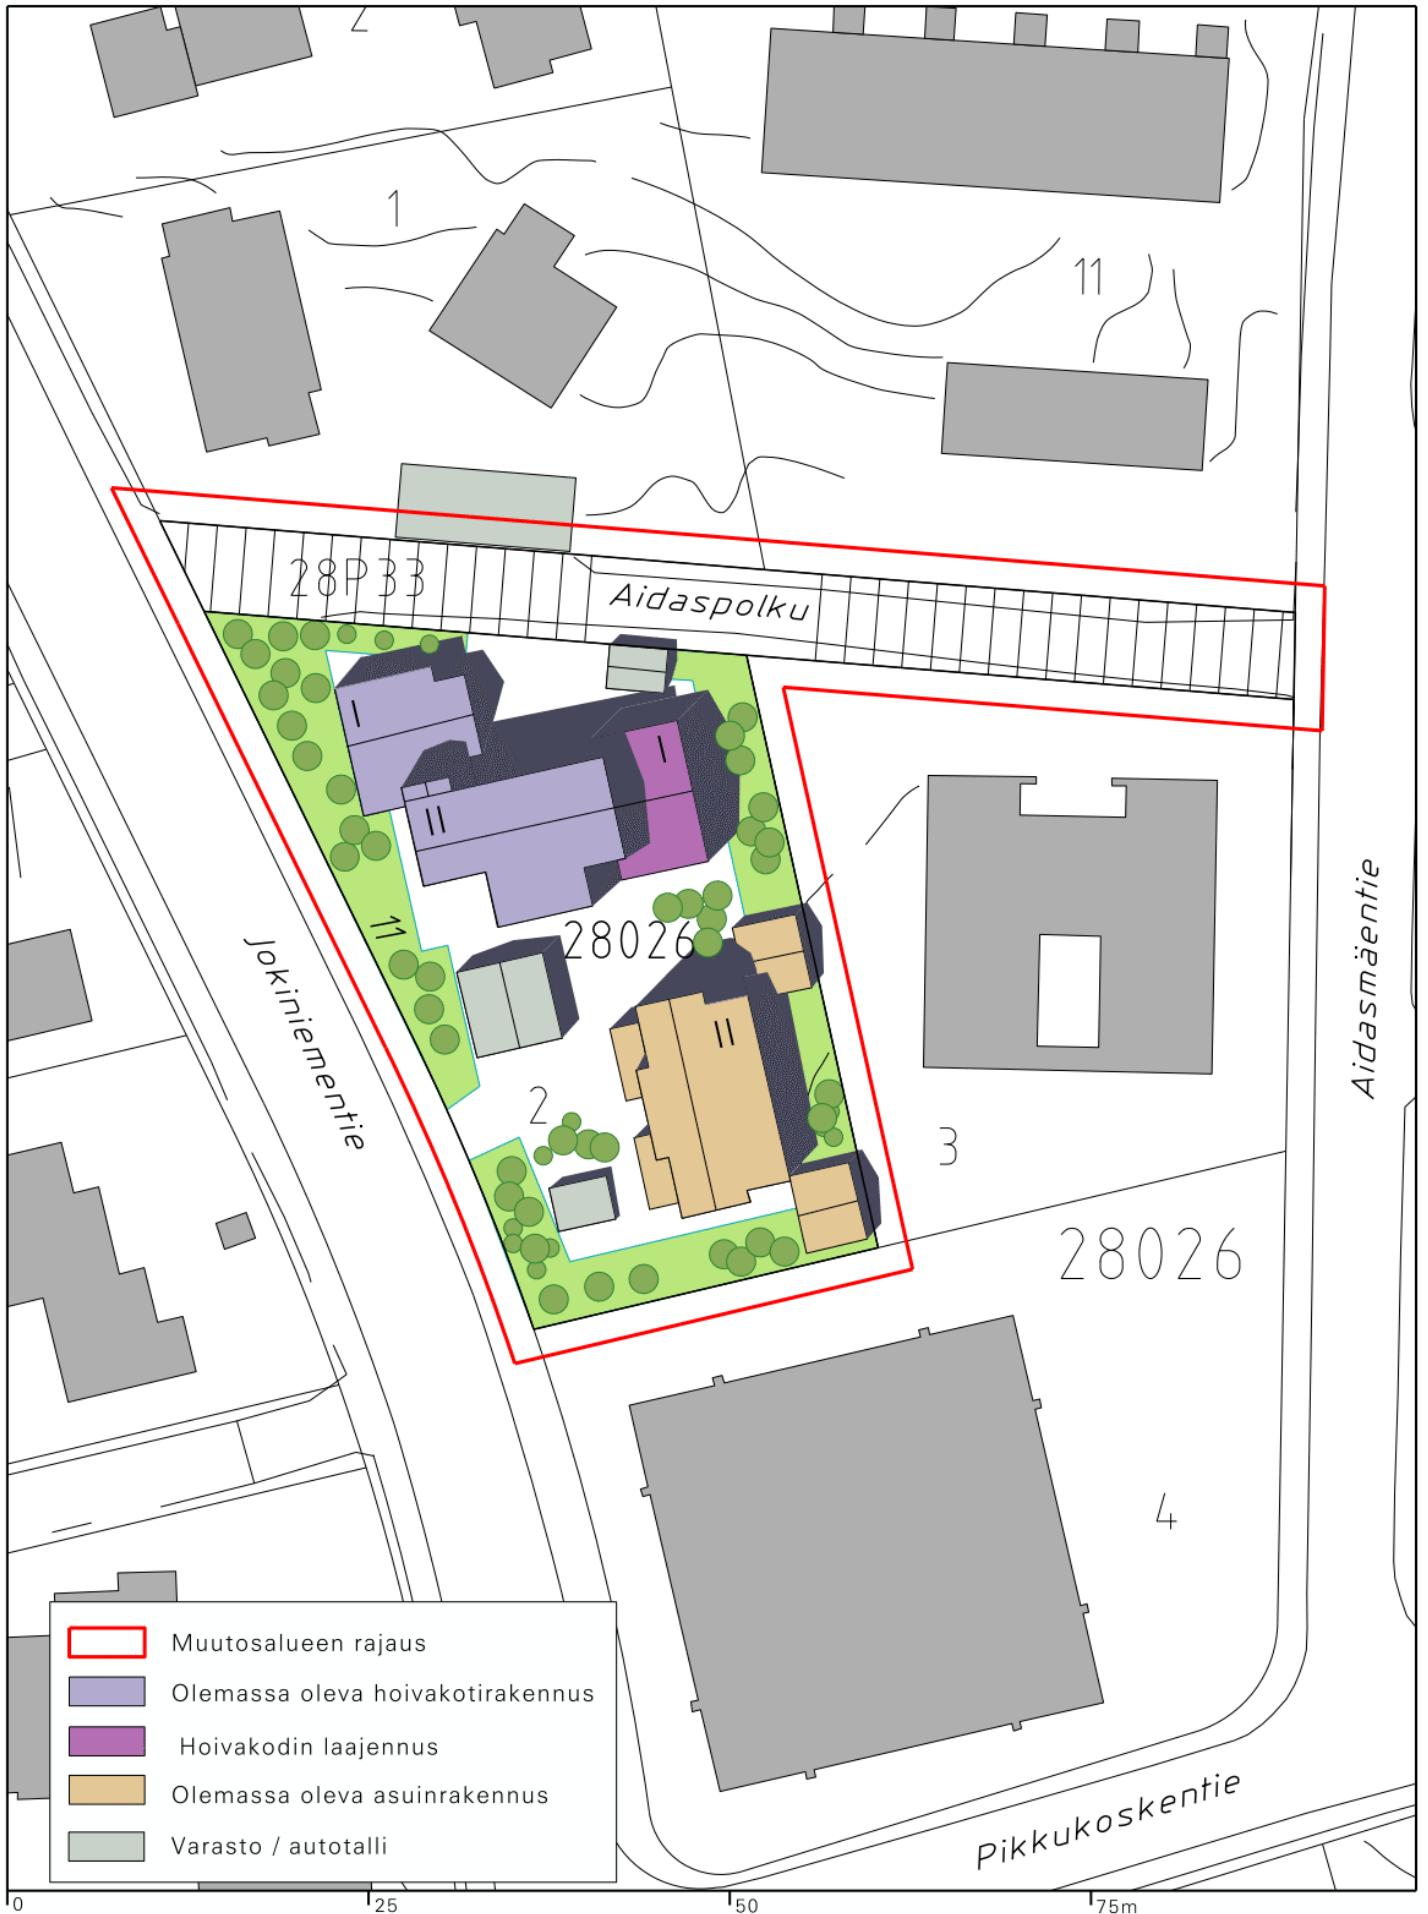 2
1
11
28P33
Aidaspolku
I
I
II
11
28026
Jokiniementie
II
Aidasmäentie
2
3
28026
4
Muutosalueen rajaus
Olemassa oleva hoivakotirakennus
Hoivakodin laajennus
Olemassa oleva asuinrakennus
Varasto / autotalli
Pikkukoskentie
0 25 50 75m